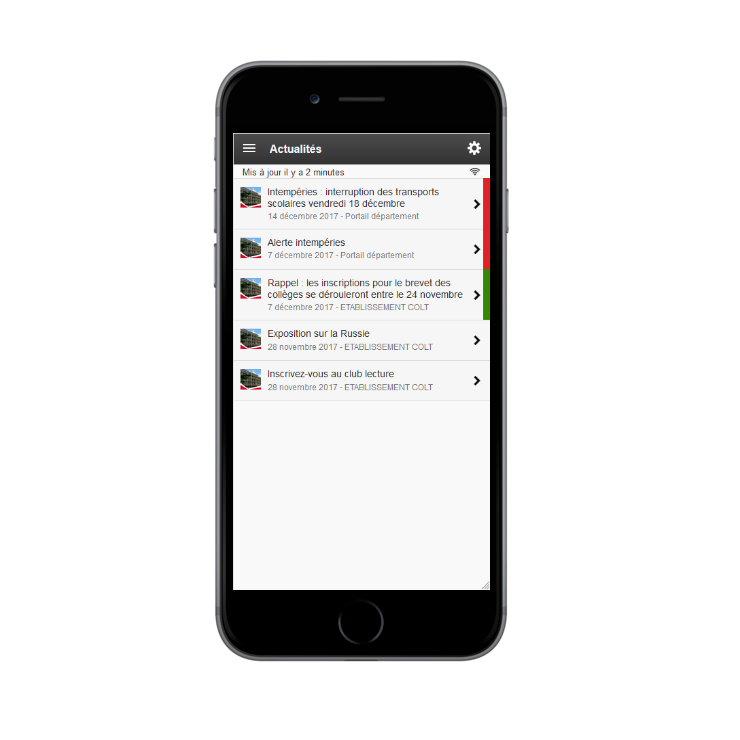 Actualités
Mis à jour il y a 2 minutes
Intempéries : interruption des transports
scolaires vendredi 18 décembre
14 décembre 2017 - Portail département
Alerte intempéries
7 décembre 2017 - Portail département
Rappel : les inscriptions pour le brevet des
collèges se dérouleront entre le 24 novembre
7 décembre 2017 - ETABLISSEMENT COLT
Exposition sur la Russie
28 novembre 2017 - ETABLISSEMENT COLT
Inscrivez-vous au club lecture
28 novembre 2017 - ETABLISSEMENT COLT